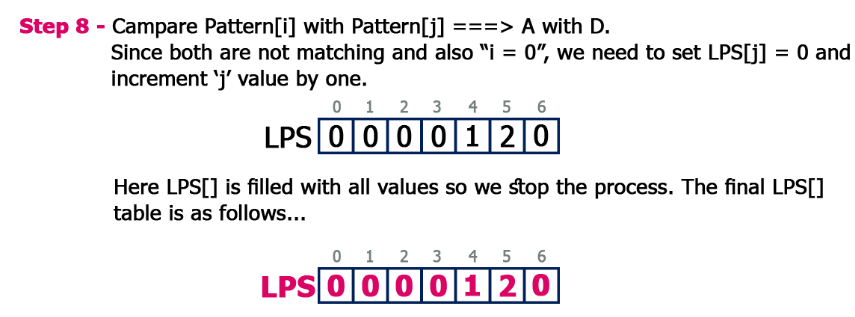 Step 8 - Campare Pattern[i] with Pattern[j] ===> A with D.
Since both are not matching and also “i = 0”, we need to set LPS[j] = 0 and
increment ‘j’ value by one.
0 1 2 3 4 5 6
LPS 0 0 0 0 1 2 0
Here LPS[] is filled with all values so we stop the process. The final LPS[]
table is as follows...
0 1 2 3 4 5 6
LPS 0 0 0 0 1 2 0